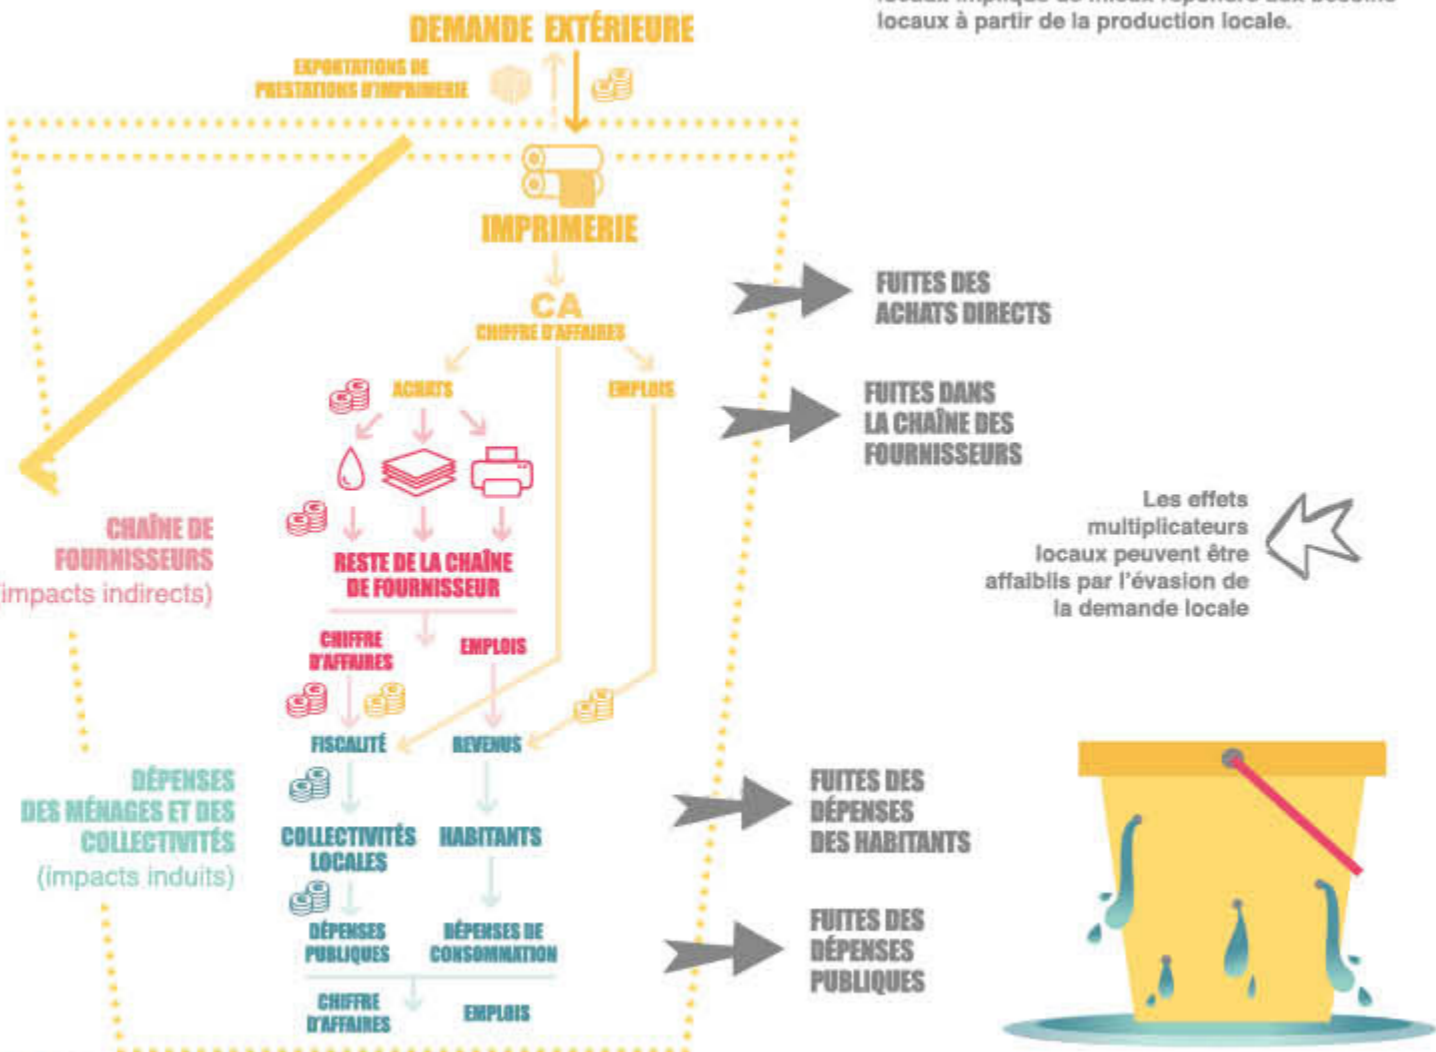 locaux à partir de la production locale.
DEMANDE EXTÉRIEURE
EXPORTATIONS DE
PRESTATIONS D'IMPRIMERIE
IMPRIMERIE
CA
CHIFFRE D'AFFAIRES
ACHATS
EMPLOIS
RESTE DE LA CHAÎNE
DE FOURNISSEUR
CHIFFRE
D'AFFAIRES
EMPLOIS
FISCALITÉ
REVENUS
COLLECTIVITÉS
LOCALES
HABITANTS
DÉPENSES
PUBLIQUES
DÉPENSES DE
CONSOMMATION
CHIFFRE
D'AFFAIRES
EMPLOIS
CHAÎNE DE
FOURNISSEURS
impacts indirects)
DÉPENSES
DES MÉNAGES ET DES
COLLECTIVITÉS
(impacts induits)
FUITES DES
ACHATS DIRECTS
FUITES DANS
LA CHAÎNE DES
FOURNISSEURS
FUITES DES
DÉPENSES
DES HABITANTS
FUITES DES
DÉPENSES
PUBLIQUES
Les effets
multiplicateurs
locaux peuvent être
affaiblis par l'évasion de
la demande locale